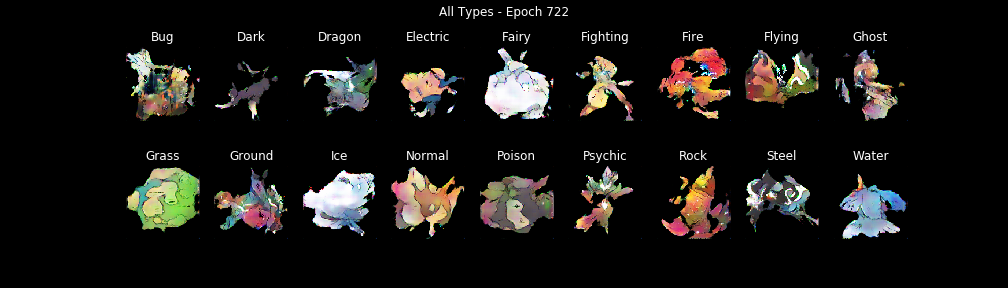 All Types - Epoch 722
Bug Dark Dragon Electric Fairy Fighting Fire Flying Ghost
Grass Ground Ice Normal Poison Psychic Rock Steel Water